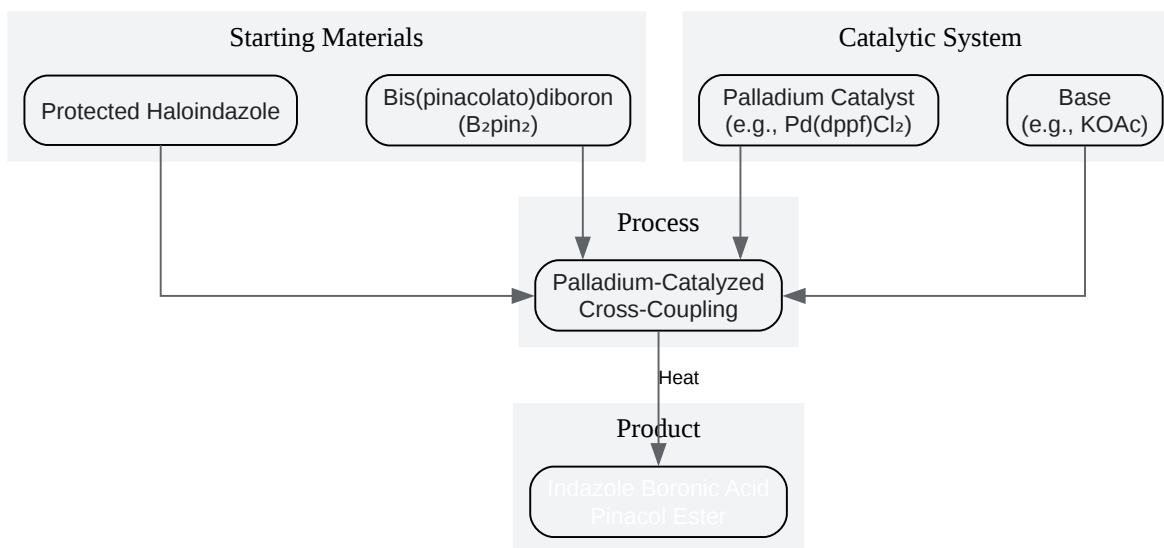 Starting Materials
Catalytic System
Protected Haloindazole
Bis(pinacolato)diboron
(B₂pin₂)
Palladium Catalyst
(e.g., Pd(dppf)Cl₂)
Base
(e.g., KOAc)
Process
Palladium-Catalyzed
Cross-Coupling
Heat
Product
Indazole Boronic Acid
Pinacol Ester